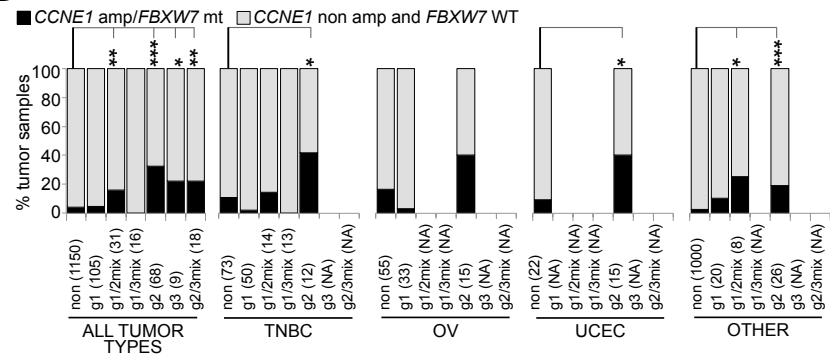 CCNE1 amp/FBXW7 mt CCNE1 non amp and FBXW7 WT
** *** * ** * * * ***
% tumor samples
100
80
60
40
20
0
non (1150)
g1 (105)
g1/2mix (31)
g1/3mix (16)
g2 (68)
g3 (9)
g2/3mix (18)
ALL TUMOR
TYPES
non (73)
g1 (50)
g1/2mix (14)
g1/3mix (13)
g2 (12)
g3 (NA)
g2/3mix (NA)
TNBC
non (55)
g1 (33)
g1/2mix (NA)
g1/3mix (NA)
g2 (15)
g3 (NA)
g2/3mix (NA)
OV
non (22)
g1 (NA)
g1/2mix (NA)
g1/3mix (NA)
g2 (15)
g3 (NA)
g2/3mix (NA)
UCEC
non (1000)
g1 (20)
g1/2mix (8)
g1/3mix (NA)
g2 (26)
g3 (NA)
g2/3mix (NA)
OTHER